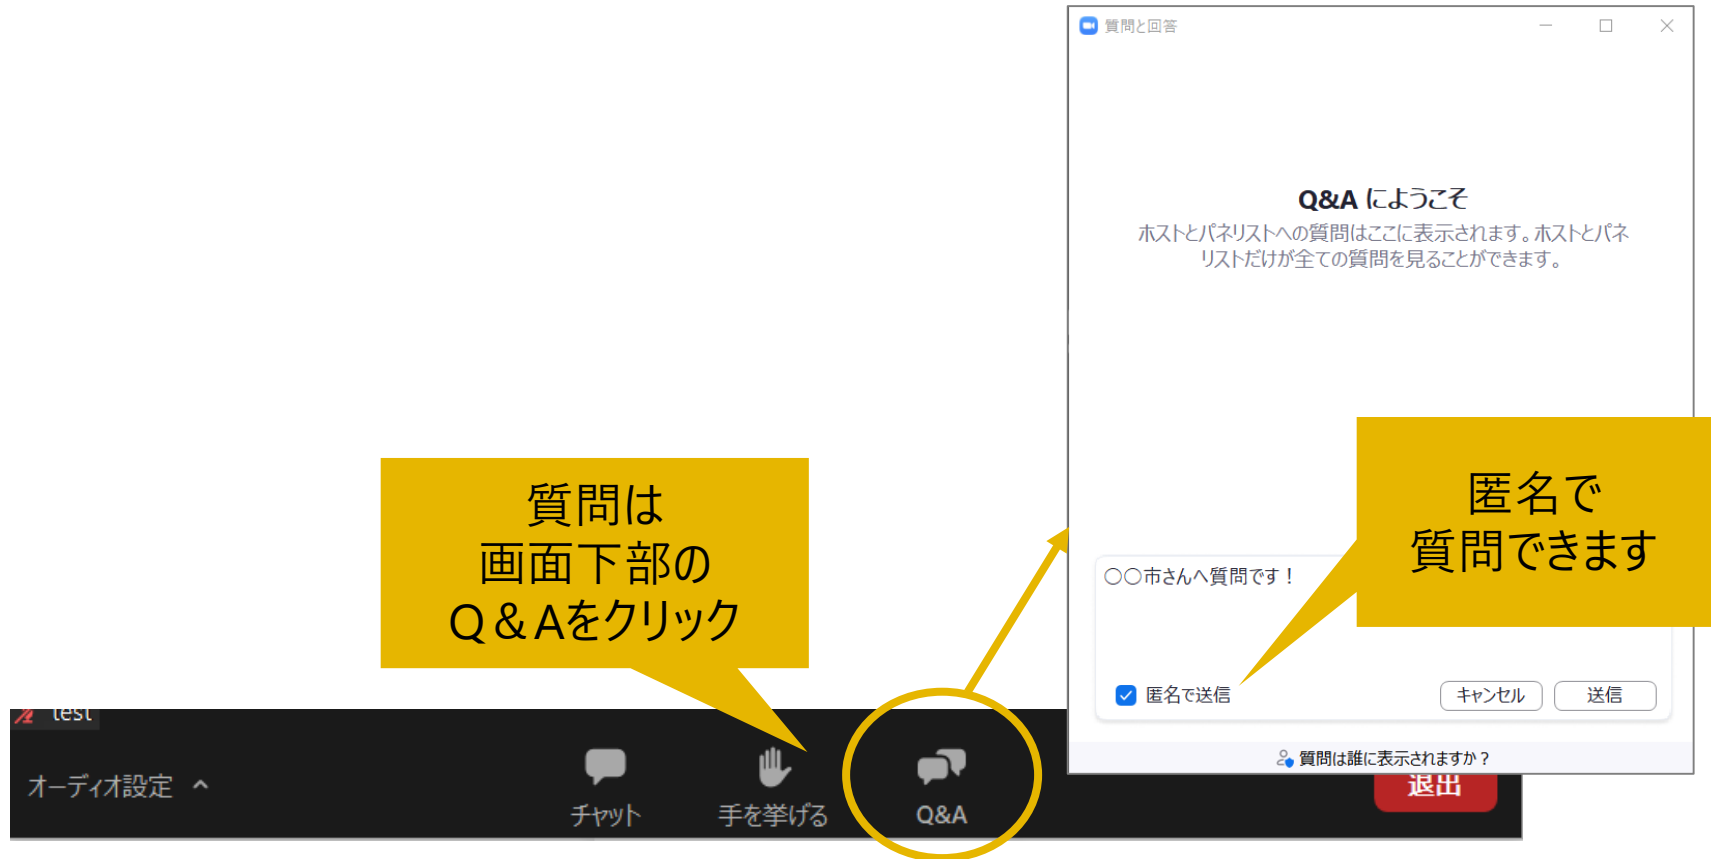 質問と回答
Q&A にようこそ
ホストとパネリストへの質問はここに表示されます。ホストとパネ
リストだけが全ての質問を見ることができます。
質問は
画面下部の
Q&Aをクリック
匿名で
質問できます
○○市さんへ質問です！
匿名で送信
キャンセル
送信
質問は誰に表示されますか？
test
オーディオ設定
チャット
手を挙げる
Q&A
退出